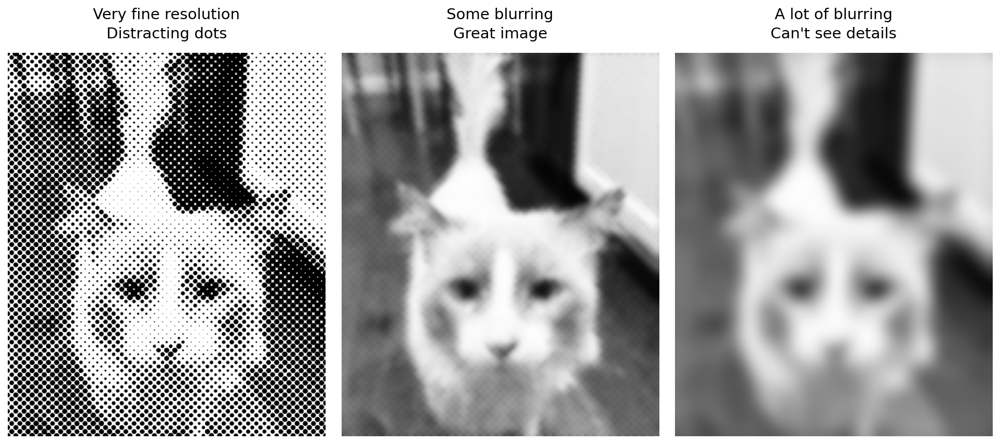 Very fine resolution
Distracting dots
Some blurring
Great image
A lot of blurring
Can't see details